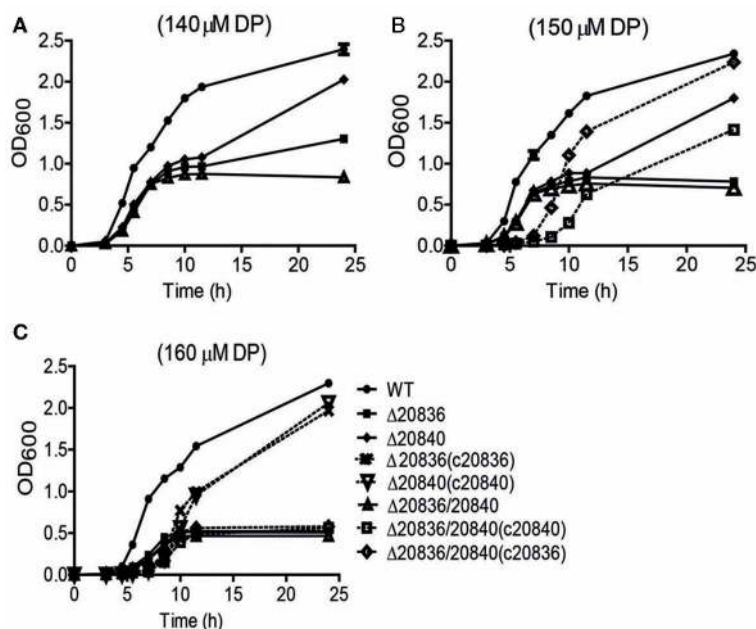 A
(140 µM DP)
OD600
2.5
2.0
1.5
1.0
0.5
0.0
0
5
10
15
20
25
Time (h)
B
(150 µM DP)
OD600
2.5
2.0
1.5
1.0
0.5
0.0
0
5
10
15
20
25
Time (h)
C
(160 µM DP)
OD600
2.5
2.0
1.5
1.0
0.5
0.0
0
5
10
15
20
25
Time (h)
WT
Δ20836
Δ20840
Δ20836(c20836)
Δ20840(c20840)
Δ20836/20840
Δ20836/20840(c20840)
Δ20836/20840(c20836)